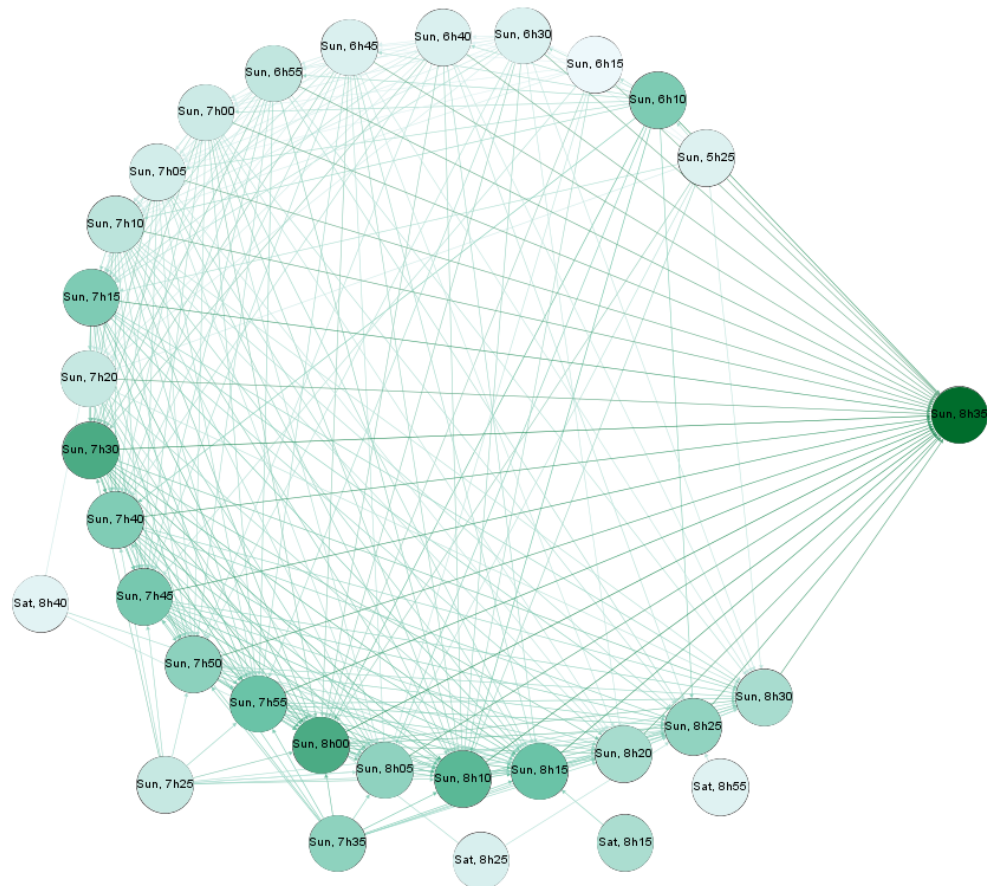 Sun, 6h30
Sun, 6h40
Sun, 6h45
Sun, 6h15
Sun, 6h55
Sun, 6h10
Sun, 7h00
Sun, 5h25
Sun, 7h05
Sun, 7h10
Sun, 7h15
Sun, 7h20
Sun, 8h35
Sun, 7h30
Sun, 7h40
Sun, 7h45
Sat, 8h40
Sun, 7h50
Sun, 8h30
Sun, 7h55
Sun, 8h25
Sun, 8h00
Sun, 8h20
Sun, 8h05
Sun, 8h15
Sun, 8h10
Sun, 7h25
Sat, 8h55
Sun, 7h35
Sat, 8h15
Sat, 8h25